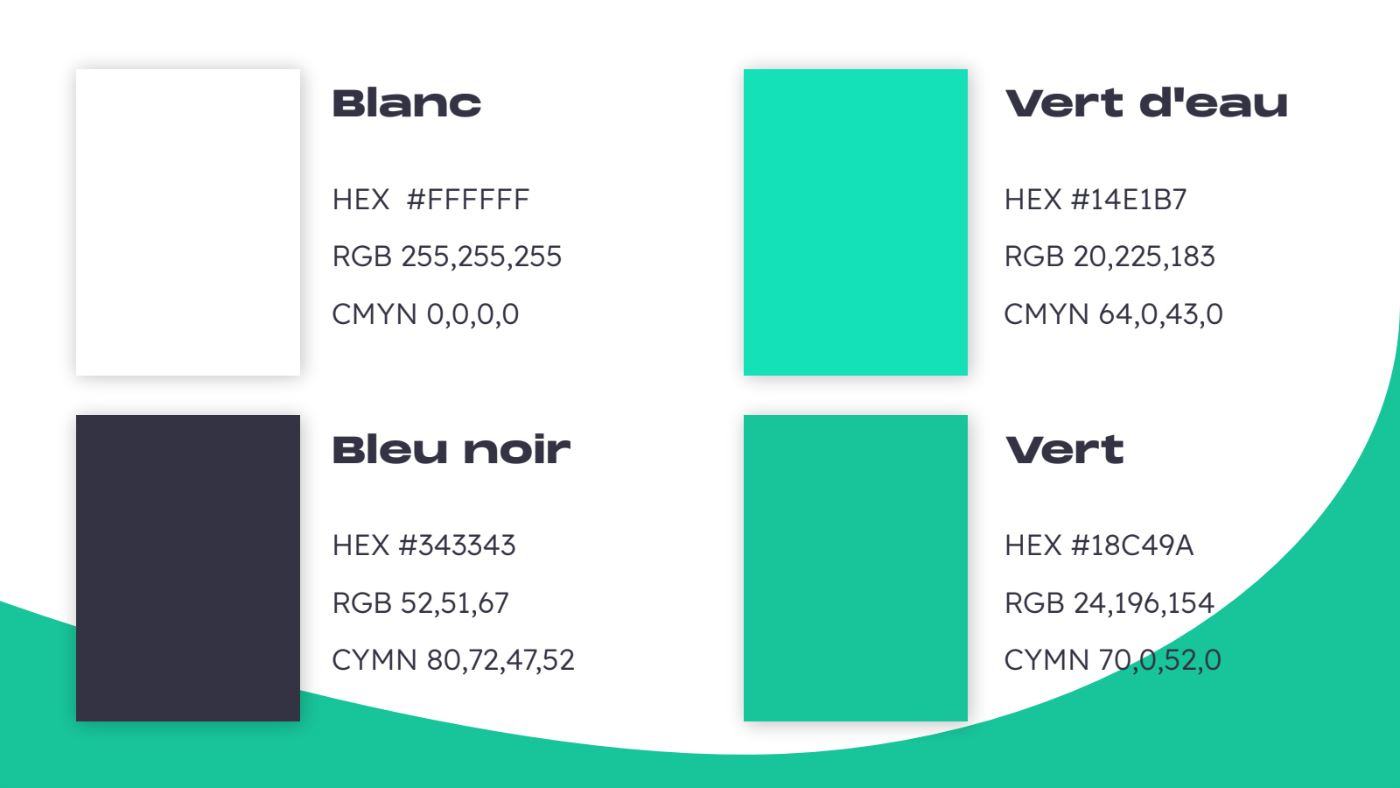 Blanc
HEX  #FFFFFF
RGB 255,255,255
CMYN 0,0,0,0
Vert d'eau
HEX #14E1B7
RGB 20,225,183
CMYN 64,0,43,0
Bleu noir
HEX #343343
RGB 52,51,67
CYMN 80,72,47,52
Vert
HEX #18C49A
RGB 24,196,154
CYMN 70,0,52,0